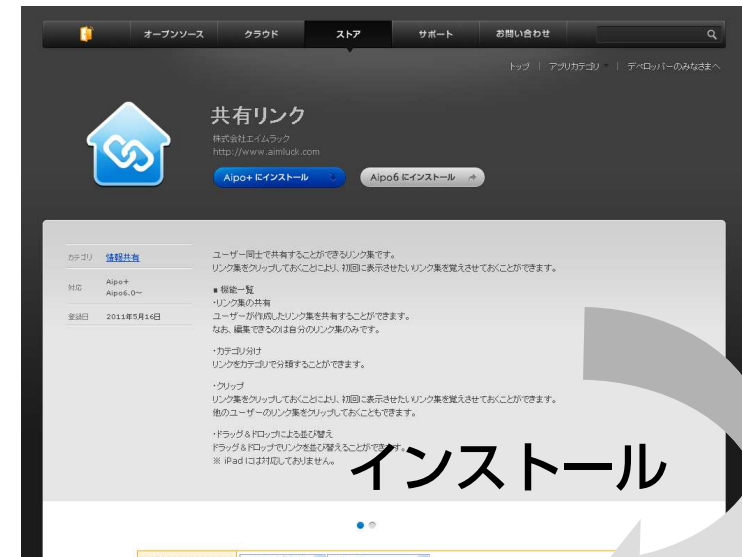 オープンソース クラウド ストア サポート お問い合わせ
トップ | アプリカテゴリ | デベロッパーのみなさまへ
共有リンク
株式会社エイムラック
http://www.aimluck.com
Aipo+ にインストール Aipo6 にインストール
カテゴリ 情報共有
対応 Aipo+
Aipo6.0〜
登録日 2011年5月16日
ユーザー同士で共有することができるリンク集です。
リンク集をクリップしておくことにより、初回に表示させたいリンク集を覚えさせておくことができます。
■ 機能一覧
・リンク集の共有
ユーザーが作成したリンク集を共有することができます。
なお、編集できるのは自分のリンク集のみです。
・カテゴリ分け
リンクをカテゴリで分類することができます。
・クリップ
リンク集をクリップしておくことにより、初回に表示させたいリンク集を覚えさせておくことができます。
他のユーザーのリンク集をクリップしておくこともできます。
・ドラッグ＆ドロップによる並び替え
ドラッグ＆ドロップでリンクを並び替えることができます。
※ iPad には対応しておりません。
インストール